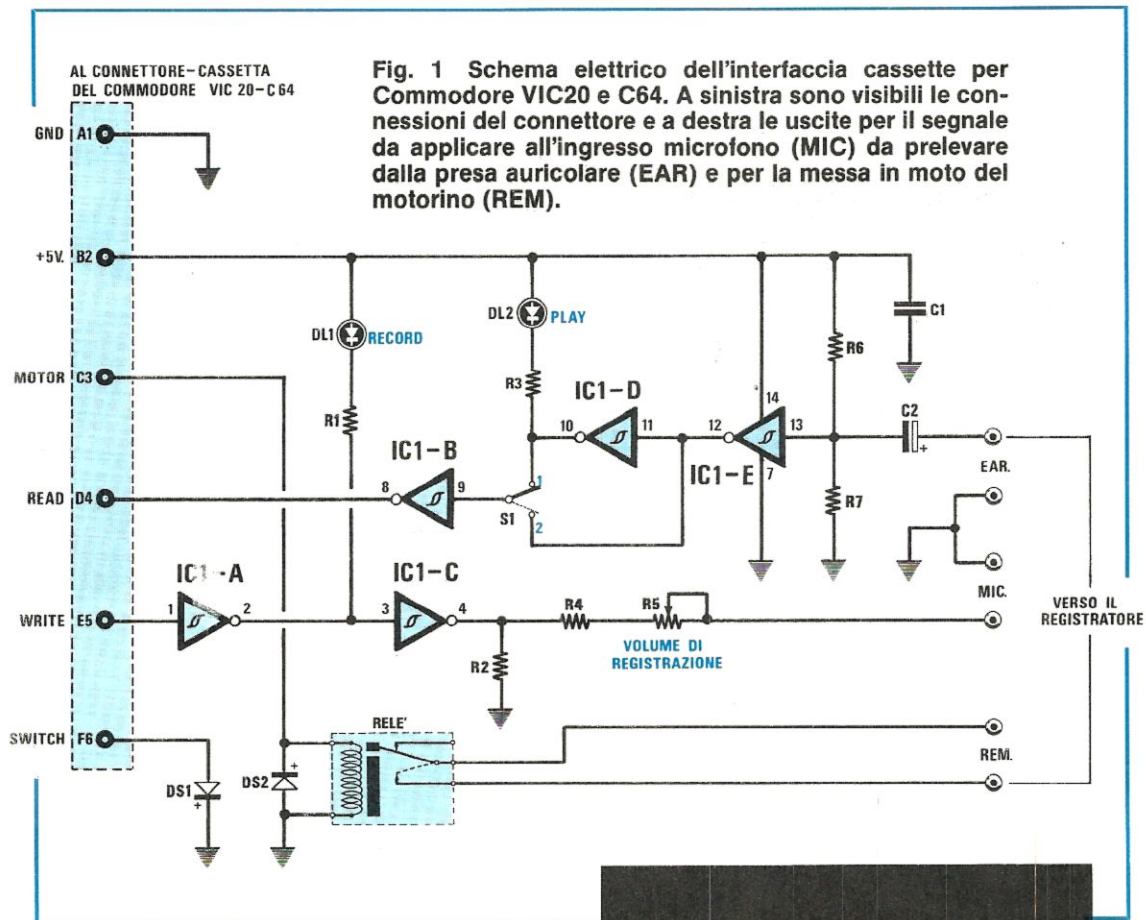 AL CONNETTORE-CASSETTA
DEL COMMODORE VIC 20-C64
Fig. 1 Schema elettrico dell'interfaccia cassette per
Commodore VIC20 e C64. A sinistra sono visibili le con-
nessioni del connettore e a destra le uscite per il segnale
da applicare all'ingresso microfono (MIC) da prelevare
dalla presa auricolare (EAR) e per la messa in moto del
motorino (REM).
GND A1
+5V. B2
DL1 RECORD
DL2 PLAY
C1
R6
MOTOR C3
R3
R1
IC1-D
10 11
12 14 13
7
IC1-E
C2
+
EAR.
IC1-B
READ D4
8 9
1
S1
2
R7
IC1-A
IC1-C
MIC.
WRITE E5
1 2
3 4
R4
R5
VERSO IL
REGISTRATORE
VOLUME DI
REGISTRAZIONE
R2
SWITCH F6
RELE'
REM.
DS1
+
DS2
+